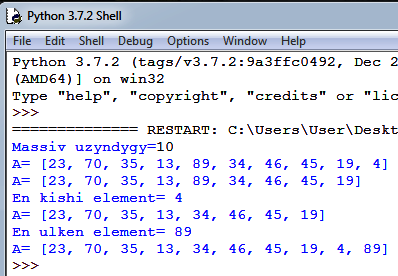 Python 3.7.2 Shell
File Edit Shell Debug Options Window Help
Python 3.7.2 (tags/v3.7.2:9a3ffc0492, Dec 2
(AMD64)] on win32
Type "help", "copyright", "credits" or "lic
>>>
============== RESTART: C:\Users\User\Deskt
Massiv uzyndygy=10
A= [23, 70, 35, 13, 89, 34, 46, 45, 19, 4]
A= [23, 70, 35, 13, 89, 34, 46, 45, 19]
En kishi element= 4
A= [23, 70, 35, 13, 34, 46, 45, 19]
En ulken element= 89
A= [23, 70, 35, 13, 34, 46, 45, 19, 4, 89]
>>>